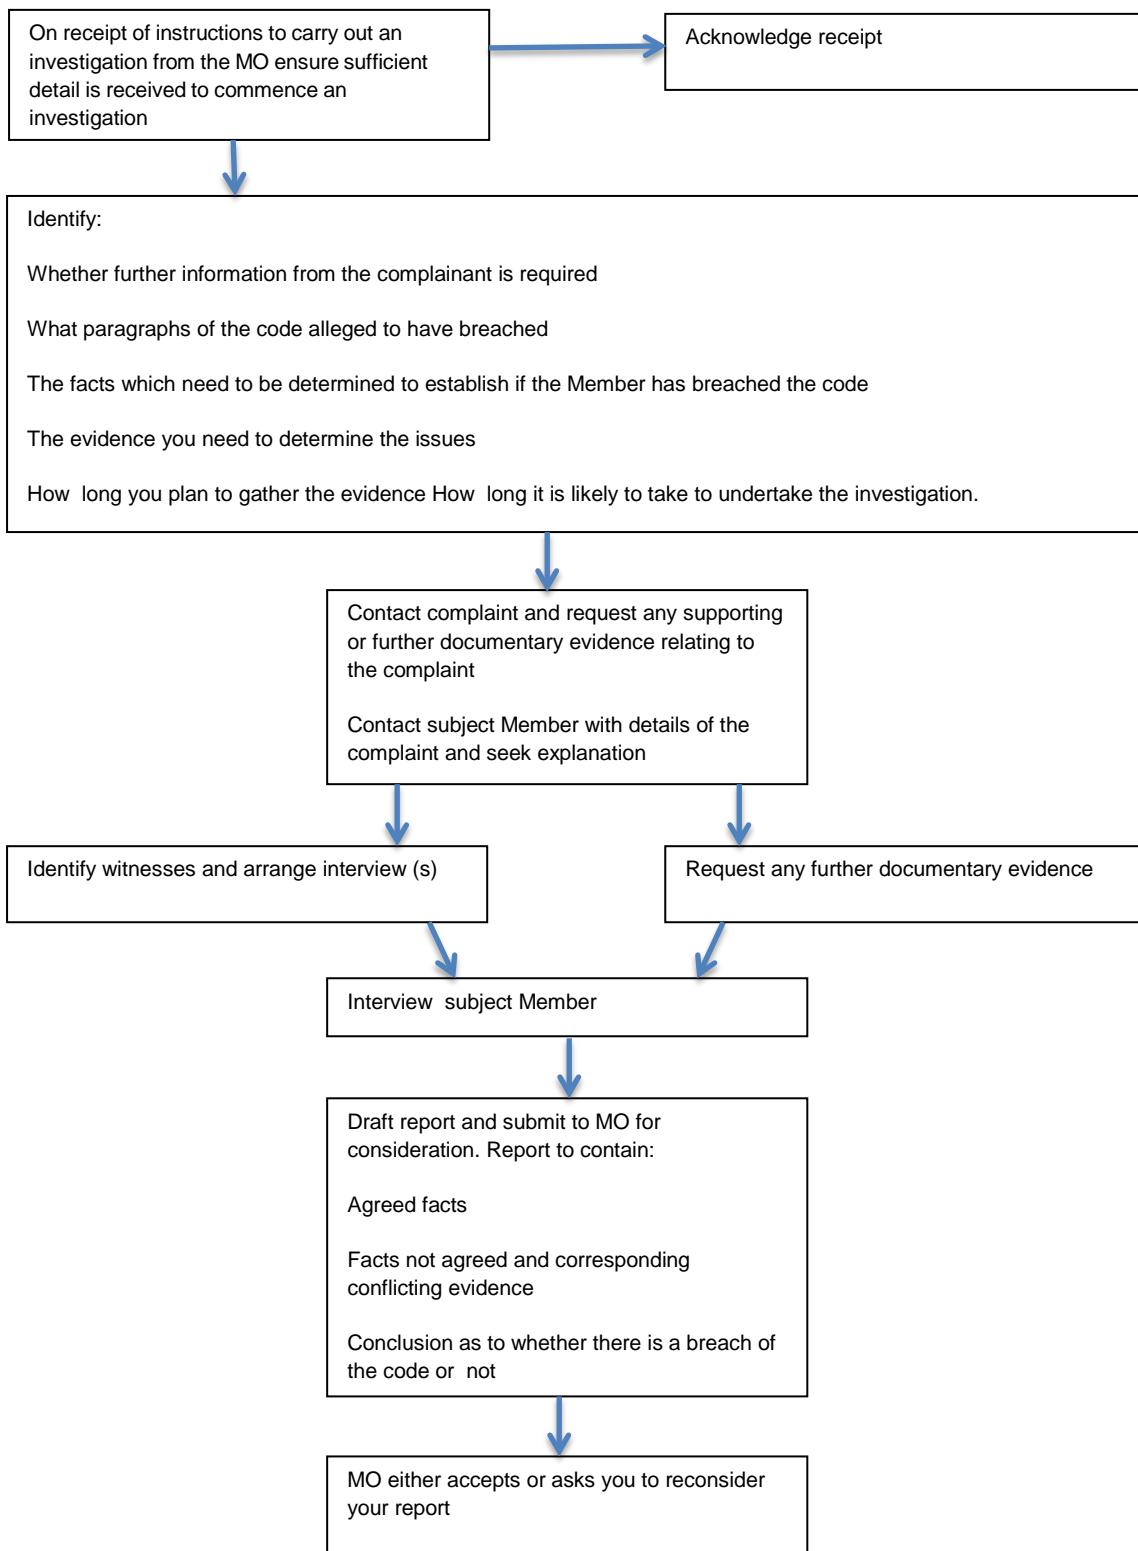 On receipt of instructions to carry out an
investigation from the MO ensure sufficient
detail is received to commence an
investigation
Acknowledge receipt
Identify:
Whether further information from the complainant is required
What paragraphs of the code alleged to have breached
The facts which need to be determined to establish if the Member has breached the code
The evidence you need to determine the issues
How  long you plan to gather the evidence How  long it is likely to take to undertake the investigation.
Contact complaint and request any supporting
or further documentary evidence relating to
the complaint
Contact subject Member with details of the
complaint and seek explanation
Identify witnesses and arrange interview (s)
Request any further documentary evidence
Interview  subject Member
Draft report and submit to MO for
consideration. Report to contain:
Agreed facts
Facts not agreed and corresponding
conflicting evidence
Conclusion as to whether there is a breach of
the code or  not
MO either accepts or asks you to reconsider
your report